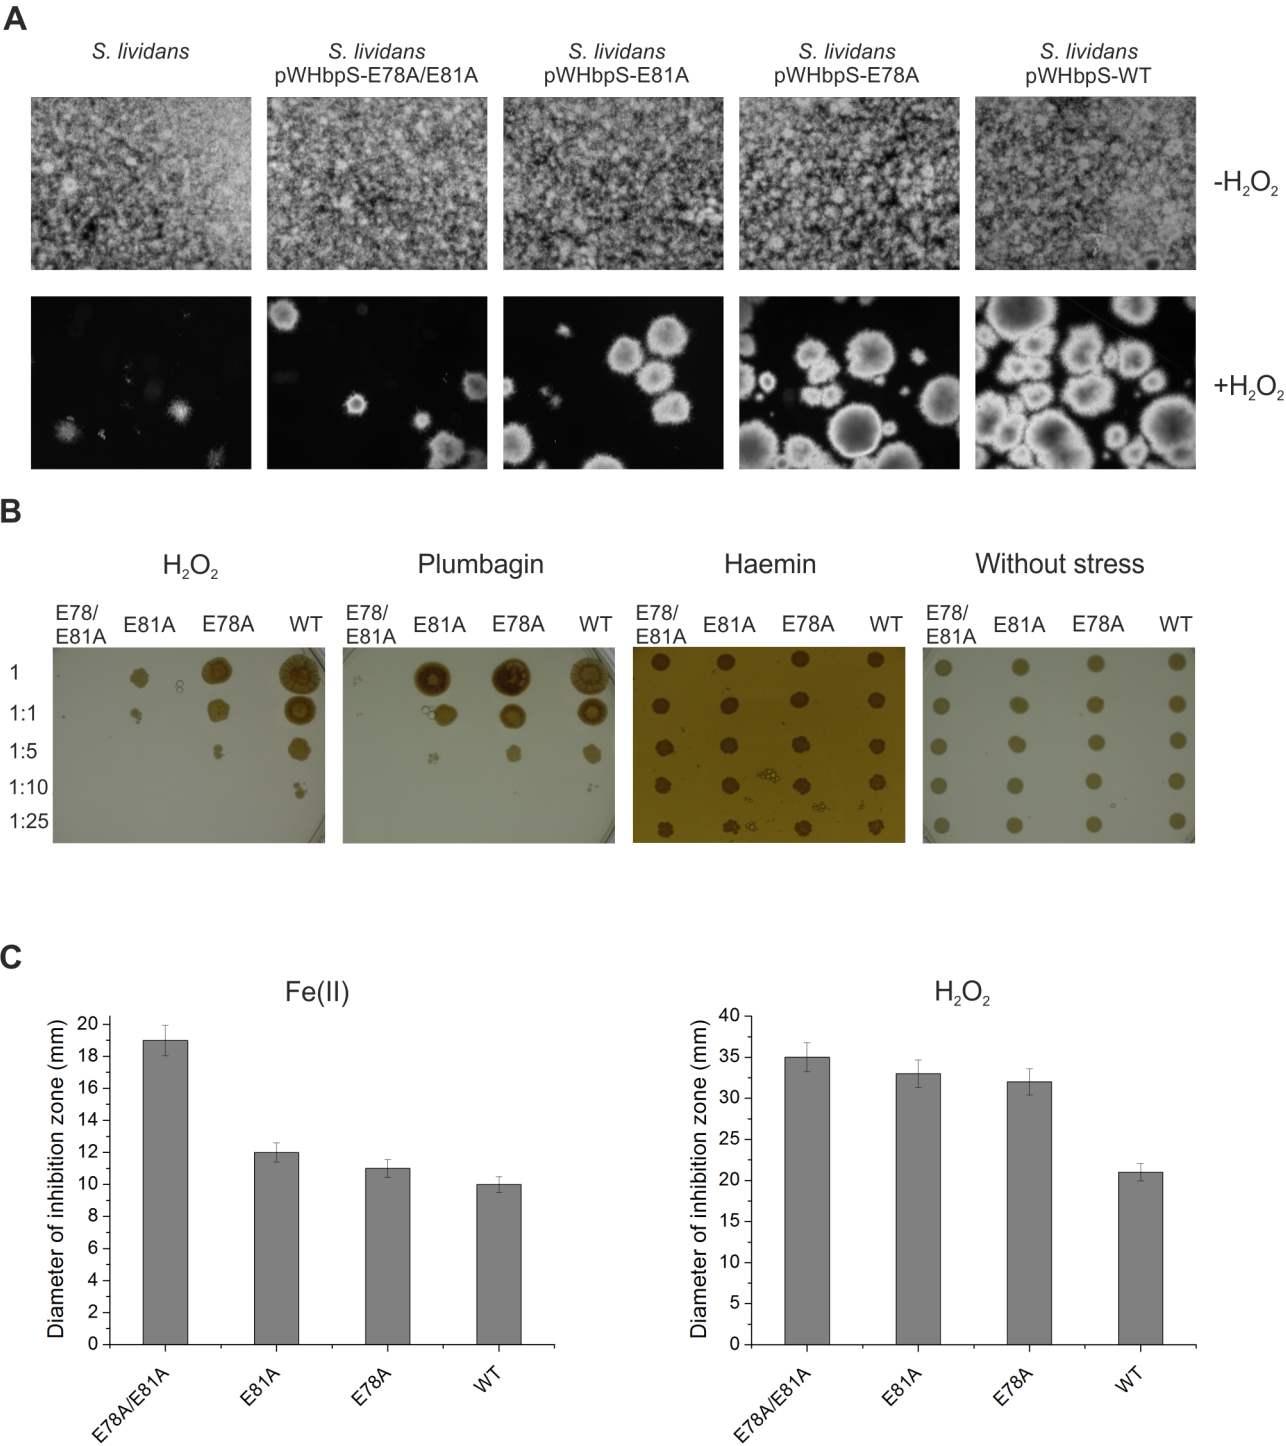 A
S. lividans
S. lividans
pWHbpS-E78A/E81A
S. lividans
pWHbpS-E81A
S. lividans
pWHbpS-E78A
S. lividans
pWHbpS-WT
-H₂O₂
+H₂O₂
B
H₂O₂
Plumbagin
Haemin
Without stress
E78/
E81A
E81A
E78A
WT
E78/
E81A
E81A
E78A
WT
E78/
E81A
E81A
E78A
WT
E78/
E81A
E81A
E78A
WT
1
1:1
1:5
1:10
1:25
C
Fe(II)
Diameter of inhibition zone (mm)
20
18
16
14
12
10
8
6
4
2
0
E78A/E81A
E81A
E78A
WT
H₂O₂
Diameter of inhibition zone (mm)
40
35
30
25
20
15
10
5
0
E78A/E81A
E81A
E78A
WT